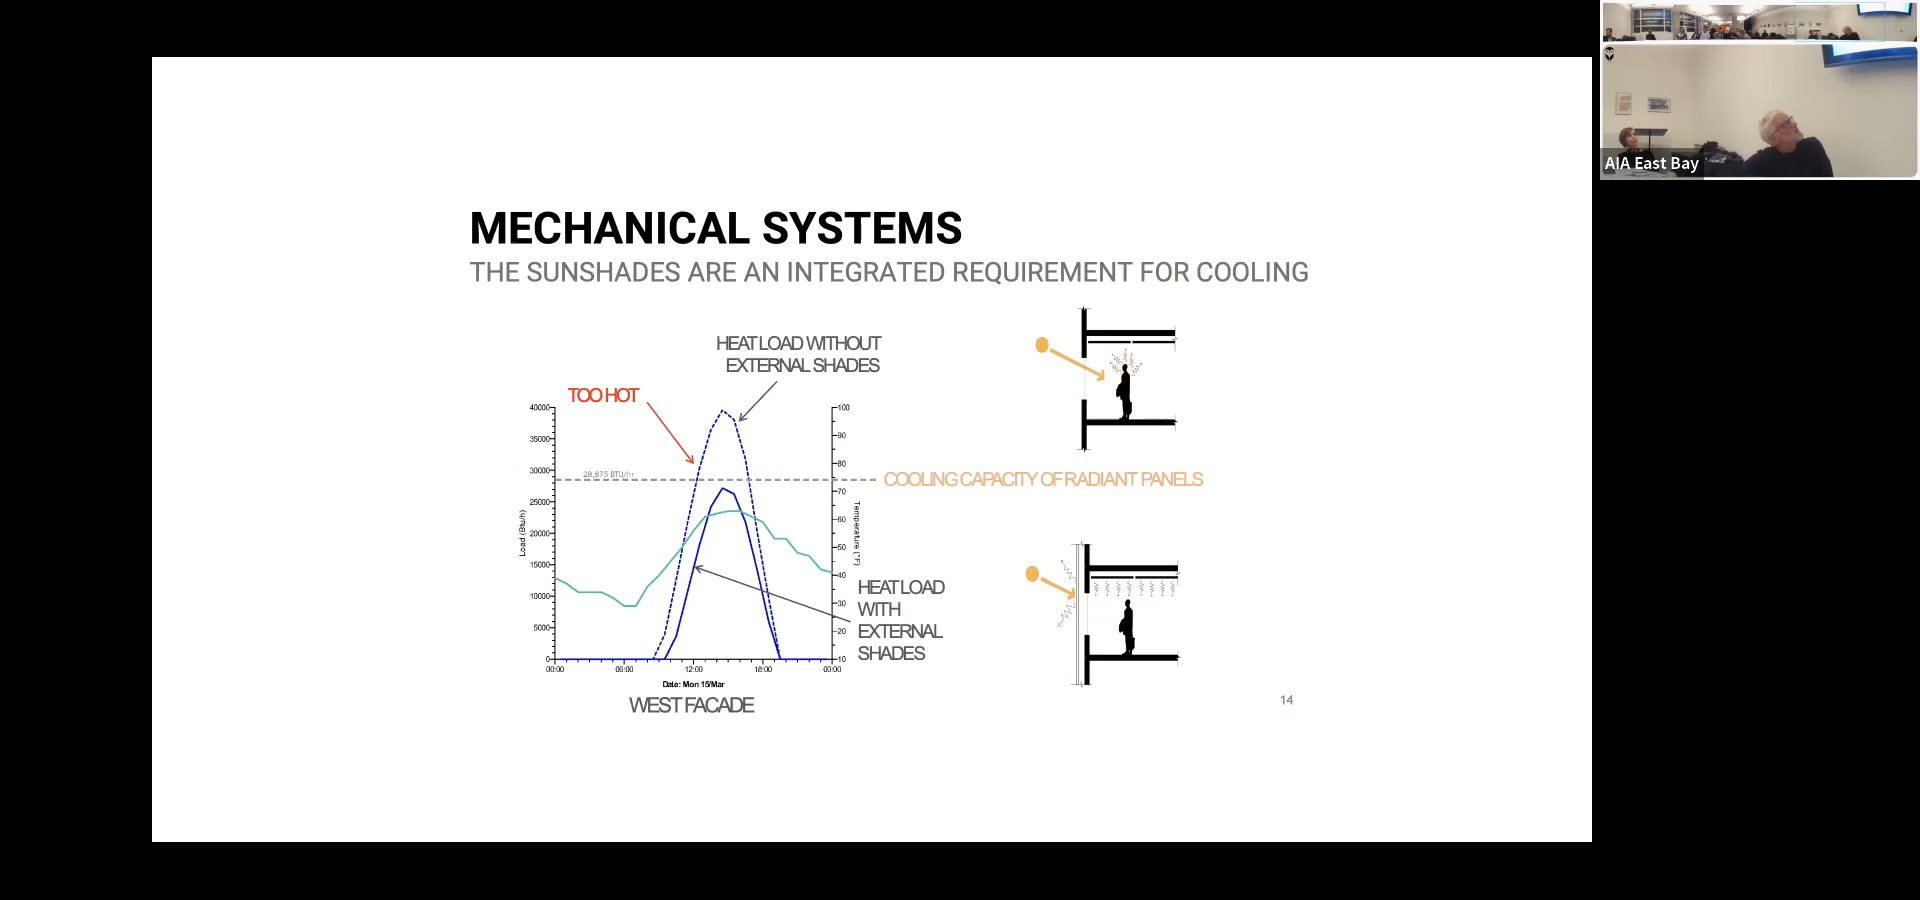 MECHANICAL SYSTEMS
THE SUNSHADES ARE AN INTEGRATED REQUIREMENT FOR COOLING
HEAT LOAD WITHOUT
EXTERNAL SHADES
TOO HOT
40000
35000
30000
25000
20000
15000
10000
5000
0
Load (Btu/h)
28,875 BTU/hr
100
90
80
70
60
50
40
30
20
10
Temperature (°F)
COOLING CAPACITY OF RADIANT PANELS
HEAT LOAD
WITH
EXTERNAL
SHADES
00:00 06:00 12:00 18:00 00:00
Date: Mon 15/Mar
WEST FACADE
14
AIA East Bay